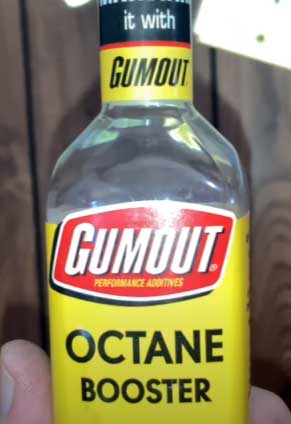 it with
GUMOUT
GUMOUT®
PERFORMANCE ADDITIVES
OCTANE
BOOSTER